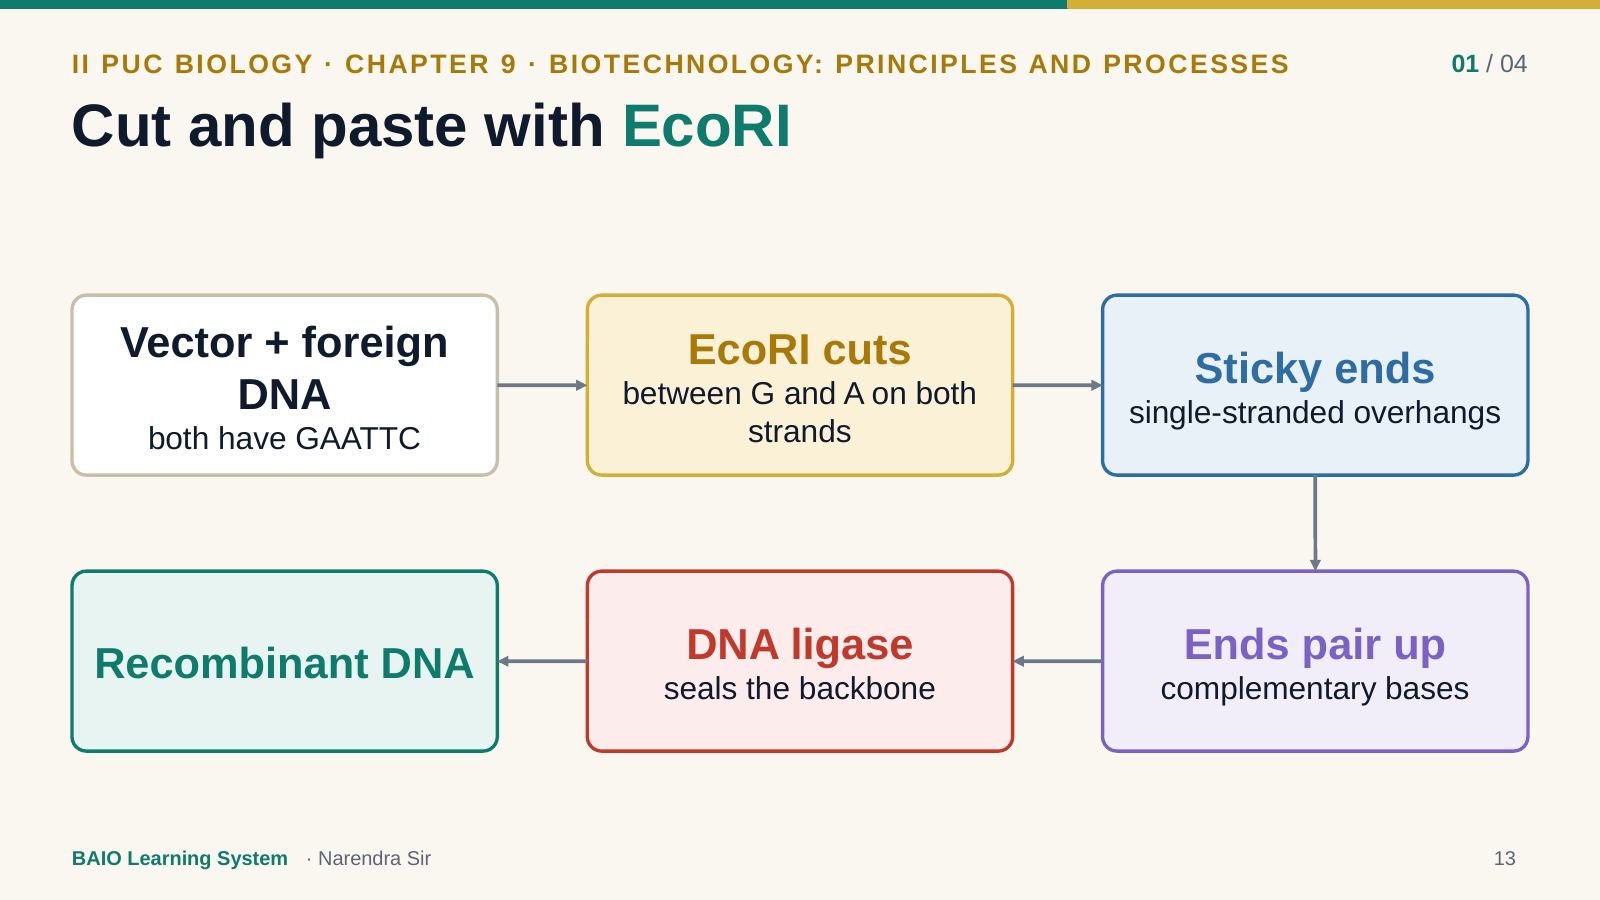 II PUC BIOLOGY · CHAPTER 9 · BIOTECHNOLOGY: PRINCIPLES AND PROCESSES
01 / 04
Cut and paste with EcoRI
Vector + foreign
DNA
both have GAATTC
EcoRI cuts
between G and A on both
strands
Sticky ends
single-stranded overhangs
Recombinant DNA
DNA ligase
seals the backbone
Ends pair up
complementary bases
BAIO Learning System · Narendra Sir
13